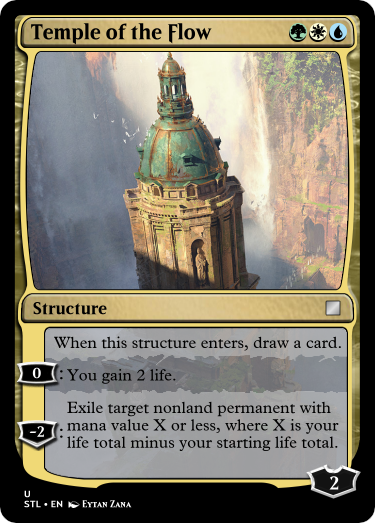 Temple of the Flow
Structure
When this structure enters, draw a card.
0: You gain 2 life.
-2: Exile target nonland permanent with
mana value X or less, where X is your
life total minus your starting life total.
2
U
STL • EN Eytan Zana